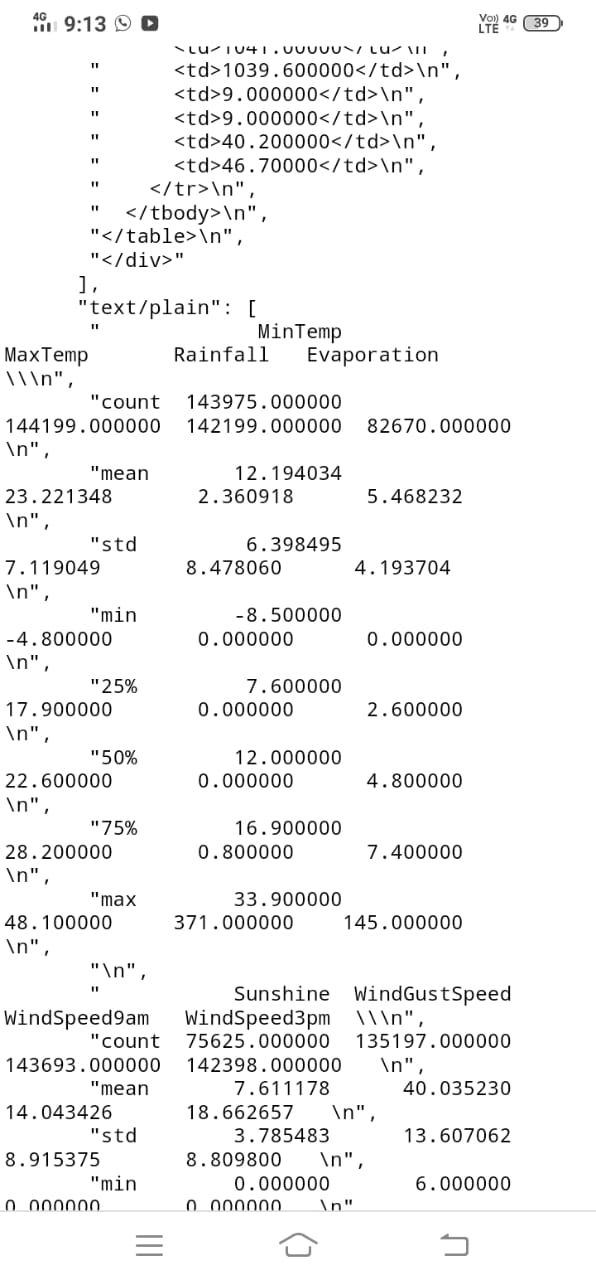 4G 9:13 Vo)) 4G LTE 39
"       <td>1041.00000</td>\n",
"       <td>1039.600000</td>\n",
"       <td>9.000000</td>\n",
"       <td>9.000000</td>\n",
"       <td>40.200000</td>\n",
"       <td>46.70000</td>\n",
"     </tr>\n",
"   </tbody>\n",
"</table>\n",
"</div>"
],
"text/plain": [
"             MinTemp
MaxTemp       Rainfall   Evaporation
\\\n",
"count  143975.000000
144199.000000  142199.000000  82670.000000
\n",
"mean       12.194034
23.221348       2.360918      5.468232
\n",
"std         6.398495
7.119049       8.478060      4.193704
\n",
"min        -8.500000
-4.800000       0.000000      0.000000
\n",
"25%         7.600000
17.900000       0.000000      2.600000
\n",
"50%        12.000000
22.600000       0.000000      4.800000
\n",
"75%        16.900000
28.200000       0.800000      7.400000
\n",
"max        33.900000
48.100000     371.000000    145.000000
\n",
"\n",
"           Sunshine  WindGustSpeed
WindSpeed9am   WindSpeed3pm  \\\n",
"count  75625.000000  135197.000000
143693.000000  142398.000000   \n",
"mean       7.611178      40.035230
14.043426      18.662657   \n",
"std        3.785483      13.607062
8.915375       8.809800   \n",
"min        0.000000       6.000000
0.000000       0.000000   \n"